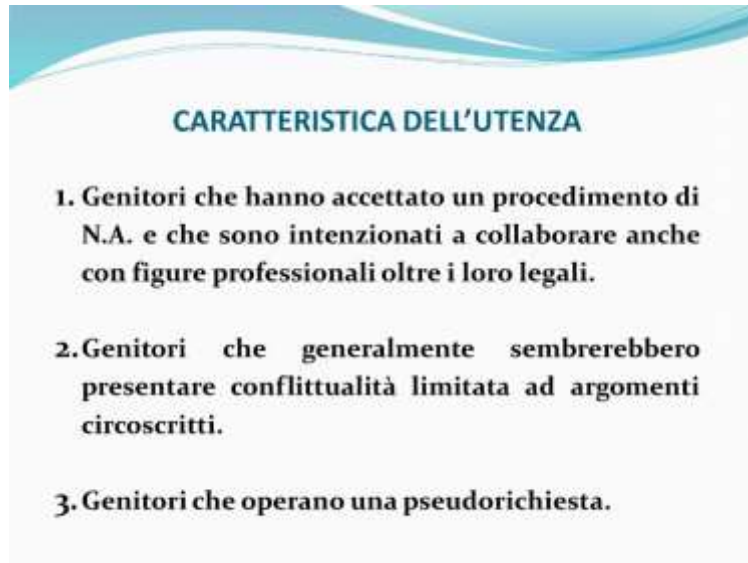 CARATTERISTICA DELL'UTENZA
1. Genitori che hanno accettato un procedimento di
N.A. e che sono intenzionati a collaborare anche
con figure professionali oltre i loro legali.
2. Genitori che generalmente sembrerebbero
presentare conflittualità limitata ad argomenti
circoscritti.
3. Genitori che operano una pseudorichiesta.